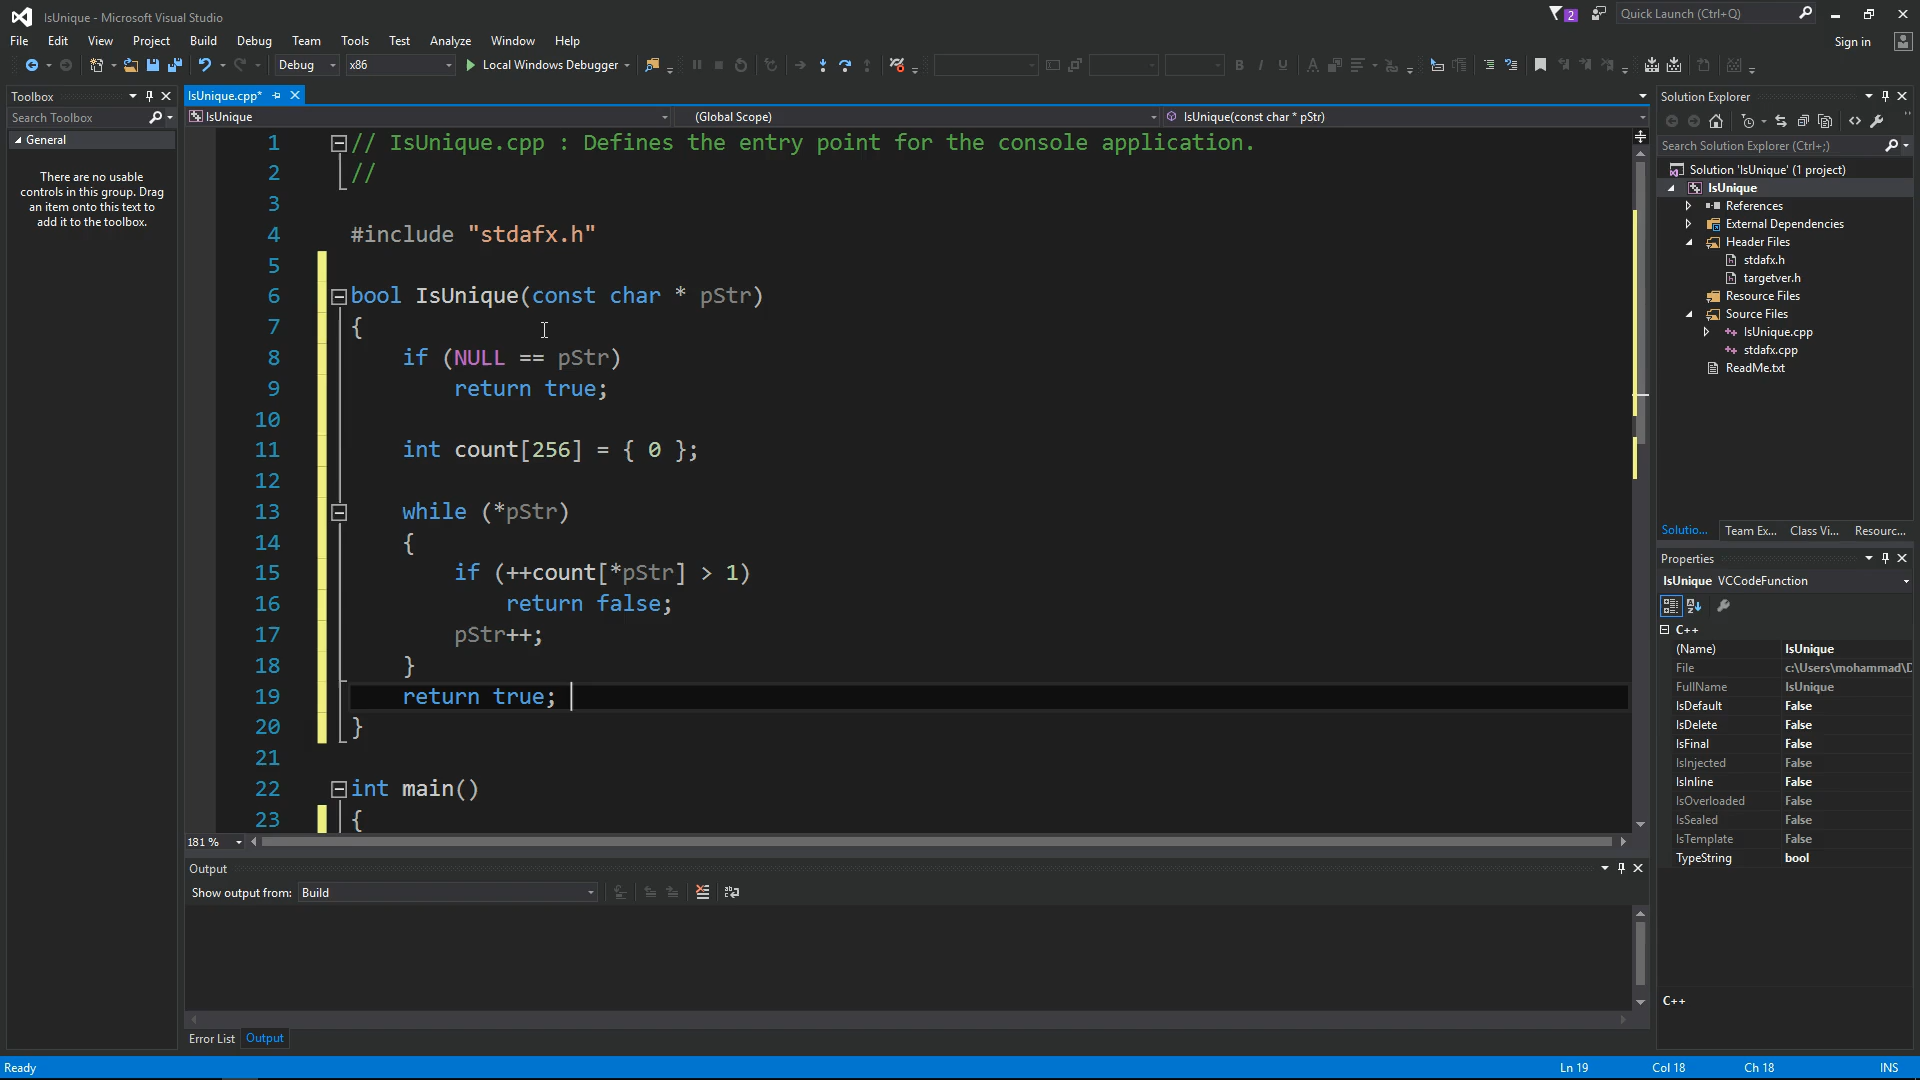 IsUnique - Microsoft Visual Studio
2
Quick Launch (Ctrl+Q)
File Edit View Project Build Debug Team Tools Test Analyze Window Help
Sign in
Debug x86 Local Windows Debugger
Toolbox
Search Toolbox
General
There are no usable
controls in this group. Drag
an item onto this text to
add it to the toolbox.
IsUnique.cpp*
IsUnique (Global Scope) IsUnique(const char * pStr)
1 // IsUnique.cpp : Defines the entry point for the console application.
2 //
3
4 #include "stdafx.h"
5
6 bool IsUnique(const char * pStr)
7 {
8 if (NULL == pStr)
9 return true;
10
11 int count[256] = { 0 };
12
13 while (*pStr)
14 {
15 if (++count[*pStr] > 1)
16 return false;
17 pStr++;
18 }
19 return true;
20 }
21
22 int main()
23 {
181 %
Output
Show output from: Build
Error List Output
Solution Explorer
Search Solution Explorer (Ctrl+;)
Solution 'IsUnique' (1 project)
IsUnique
References
External Dependencies
Header Files
stdafx.h
targetver.h
Resource Files
Source Files
IsUnique.cpp
stdafx.cpp
ReadMe.txt
Solutio... Team Ex... Class Vi... Resourc...
Properties
IsUnique VCCodeFunction
C++
(Name) IsUnique
File c:\Users\mohammad\D
FullName IsUnique
IsDefault False
IsDelete False
IsFinal False
IsInjected False
IsInline False
IsOverloaded False
IsSealed False
IsTemplate False
TypeString bool
C++
Ready Ln 19 Col 18 Ch 18 INS